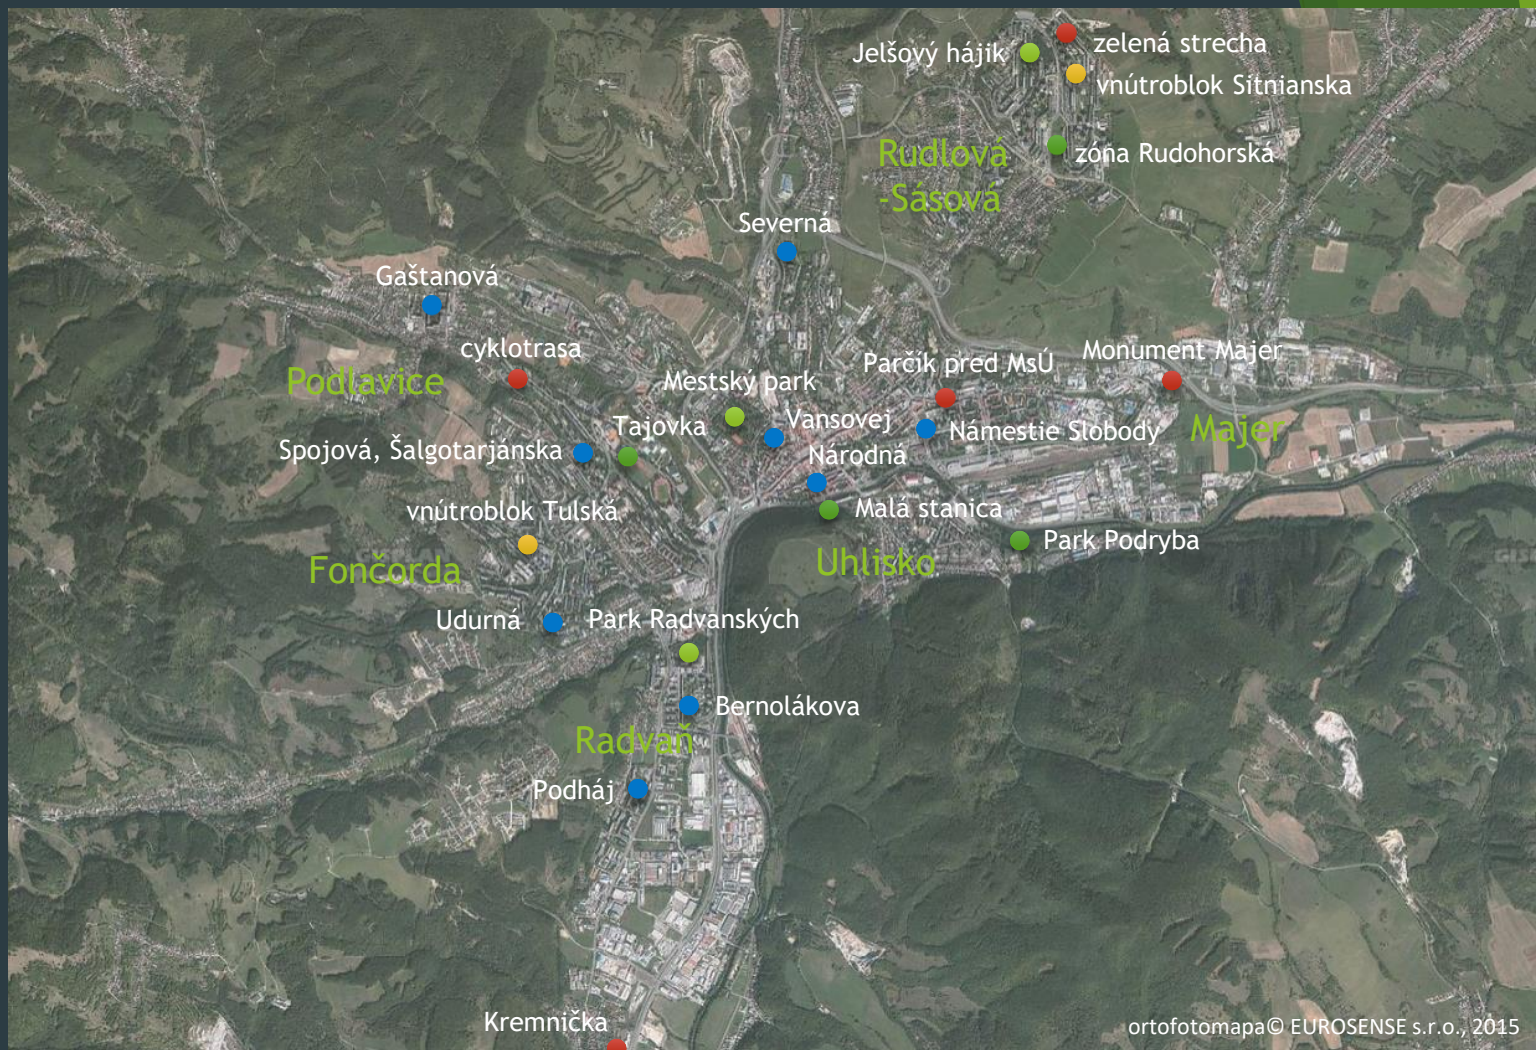 zelená strecha
Jelšový hájik
vnútroblok Sitnianska
Rudlová
-Sásová
zóna Rudohorská
Severná
Gaštanová
cyklotrasa
Parčík pred MsÚ
Monument Majer
Podlavice
Mestský park
Tajovka
Vansovej
Námestie Slobody
Majer
Spojová, Šalgotarjánska
Národná
vnútroblok Tulská
Malá stanica
Park Podryba
Fončorda
Uhlisko
Udurná
Park Radvanských
Bernolákova
Radvaň
Podháj
Kremnička
ortofotomapa© EUROSENSE s.r.o., 2015